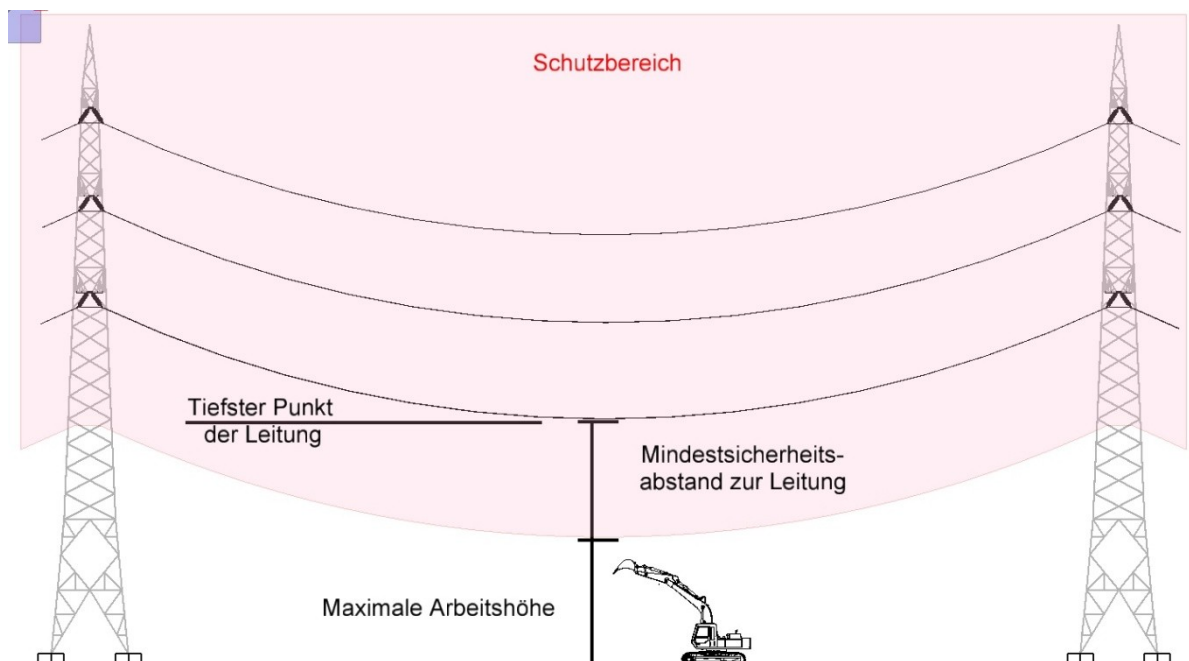 Schutzbereich
Tiefster Punkt
der Leitung
Mindestsicherheits-
abstand zur Leitung
Maximale Arbeitshöhe